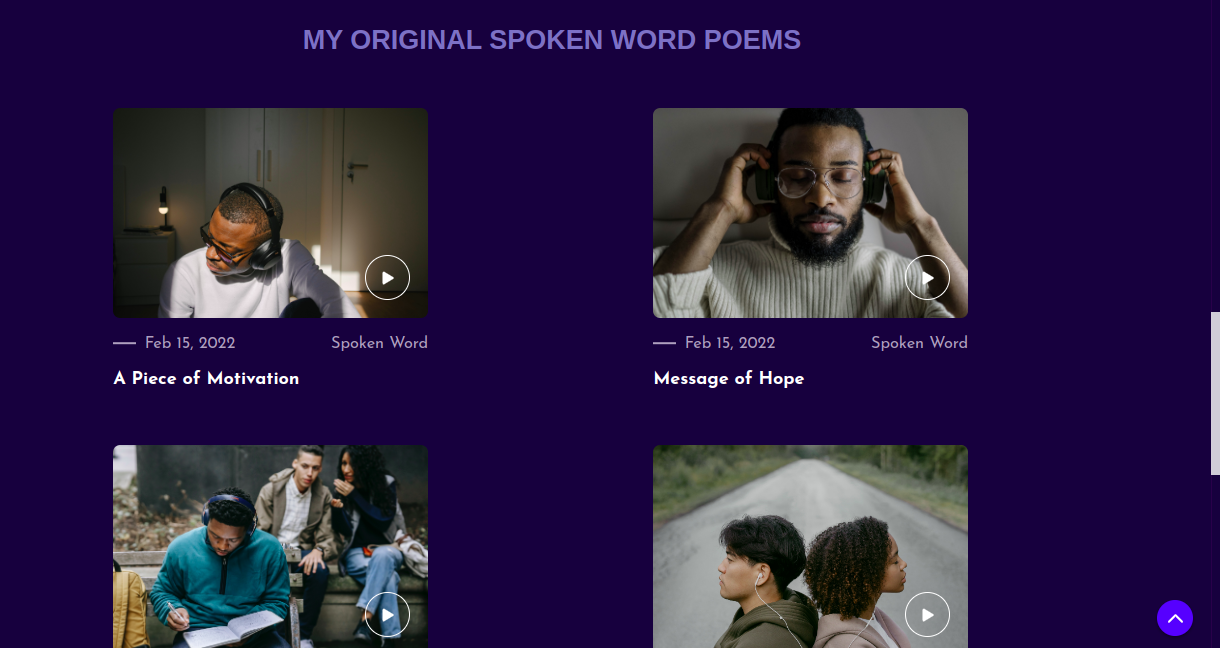 MY ORIGINAL SPOKEN WORD POEMS
Feb 15, 2022 Spoken Word
A Piece of Motivation
Feb 15, 2022 Spoken Word
Message of Hope